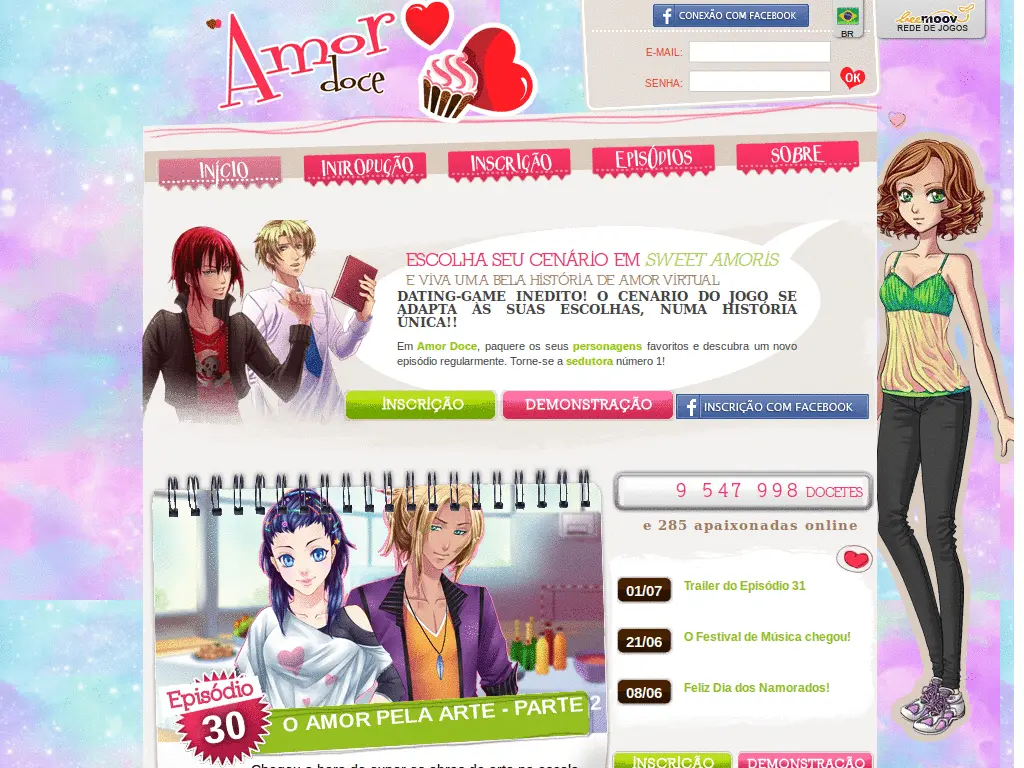 Amor
doce
CONEXÃO COM FACEBOOK
E-MAIL:
SENHA:
OK
BR
beemoov
REDE DE JOGOS
INÍCIO
INTRODUÇÃO
INSCRIÇÃO
EPISÓDIOS
SOBRE
ESCOLHA SEU CENÁRIO EM SWEET AMORIS
E VIVA UMA BELA HISTÓRIA DE AMOR VIRTUAL
DATING-GAME INEDITO! O CENARIO DO JOGO SE
ADAPTA ÀS SUAS ESCOLHAS, NUMA HISTÓRIA
ÚNICA!!
Em Amor Doce, paquere os seus personagens favoritos e descubra um novo
episódio regularmente. Torne-se a sedutora número 1!
INSCRIÇÃO
DEMONSTRAÇÃO
INSCRIÇÃO COM FACEBOOK
9 547 998 DOCETES
e 285 apaixonadas online
01/07
Trailer do Episódio 31
21/06
O Festival de Música chegou!
08/06
Feliz Dia dos Namorados!
Episódio
30
O AMOR PELA ARTE - PARTE 2
INSCRIÇÃO
DEMONSTRAÇÃO